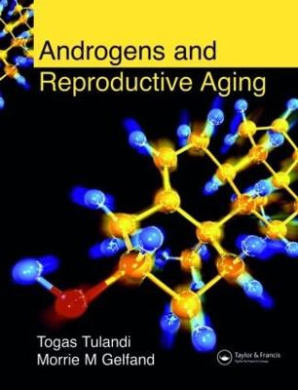 Androgens and
Reproductive Aging
Togas Tulandi
Morrie M Gelfand
Taylor & Francis